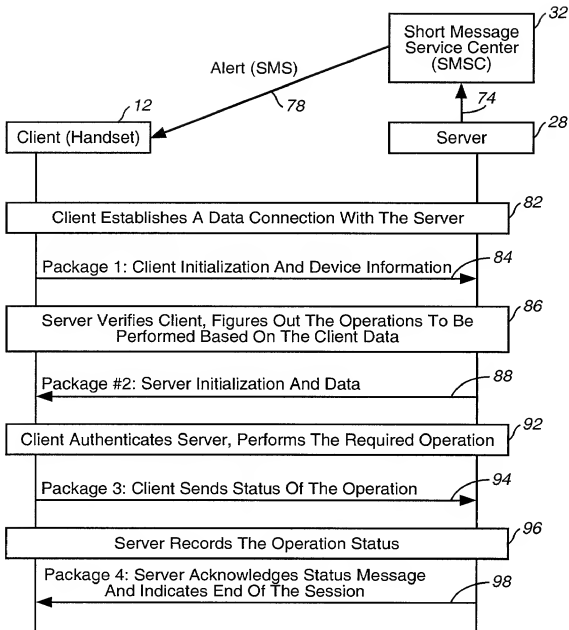 32
Short Message
Service Center
(SMSC)
Alert (SMS)
78
74
12
28
Client (Handset)
Server
82
Client Establishes A Data Connection With The Server
84
Package 1: Client Initialization And Device Information
86
Server Verifies Client, Figures Out The Operations To Be
Performed Based On The Client Data
88
Package #2: Server Initialization And Data
92
Client Authenticates Server, Performs The Required Operation
94
Package 3: Client Sends Status Of The Operation
96
Server Records The Operation Status
Package 4: Server Acknowledges Status Message
And Indicates End Of The Session
98